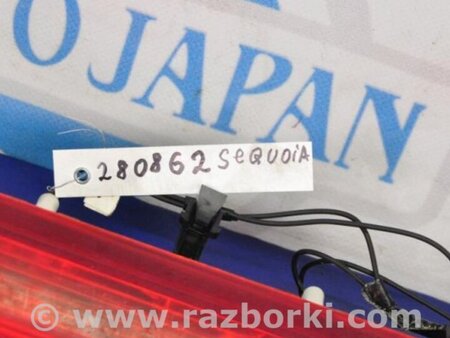 O JAPAN
280862 SEQUOIA
www.razborki.com